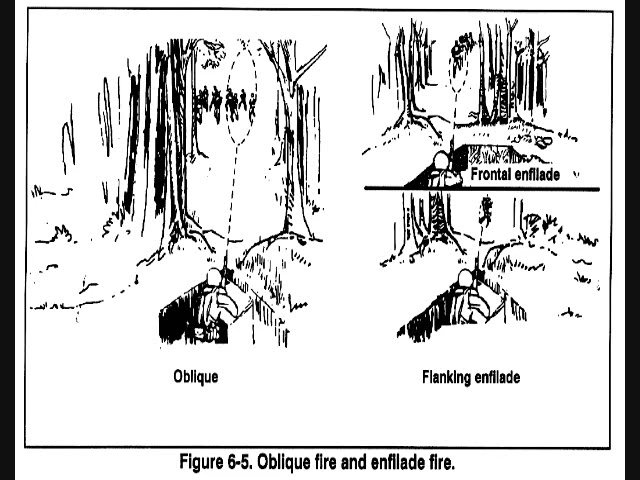 Frontal enfilade
Oblique
Flanking enfilade
Figure 6-5. Oblique fire and enfilade fire.